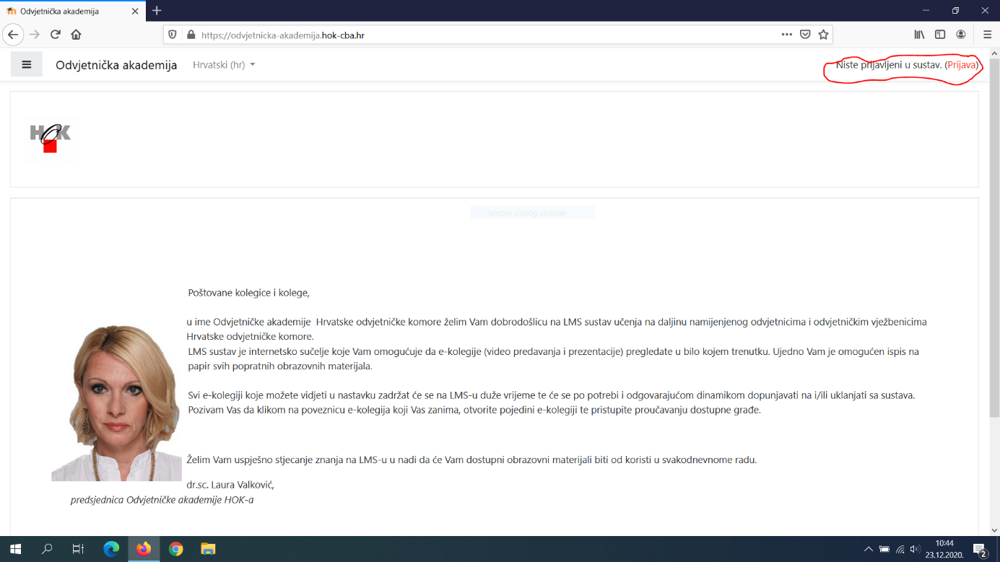 Odvjetnička akademija
https://odvjetnicka-akademija.hok-cba.hr
Odvjetnička akademija Hrvatski (hr) Niste prijavljeni u sustav. (Prijava)
HOK
urezak cijelog zaslona
Poštovane kolegice i kolege,
u ime Odvjetničke akademije Hrvatske odvjetničke komore želim Vam dobrodošlicu na LMS sustav učenja na daljinu namijenjenog odvjetnicima i odvjetničkim vježbenicima
Hrvatske odvjetničke komore.
LMS sustav je internetsko sučelje koje Vam omogućuje da e-kolegije (video predavanja i prezentacije) pregledate u bilo kojem trenutku. Ujedno Vam je omogućen ispis na
papir svih popratnih obrazovnih materijala.
Svi e-kolegiji koje možete vidjeti u nastavku zadržat će se na LMS-u duže vrijeme te će se po potrebi i odgovarajućom dinamikom dopunjavati na i/ili uklanjati sa sustava.
Pozivam Vas da klikom na poveznicu e-kolegija koji Vas zanima, otvorite pojedini e-kolegiji te pristupite proučavanju dostupne građe.
Želim Vam uspješno stjecanje znanja na LMS-u u nadi da će Vam dostupni obrazovni materijali biti od koristi u svakodnevnome radu.
dr.sc. Laura Valković,
predsjednica Odvjetničke akademije HOK-a
10:44
23.12.2020.
2